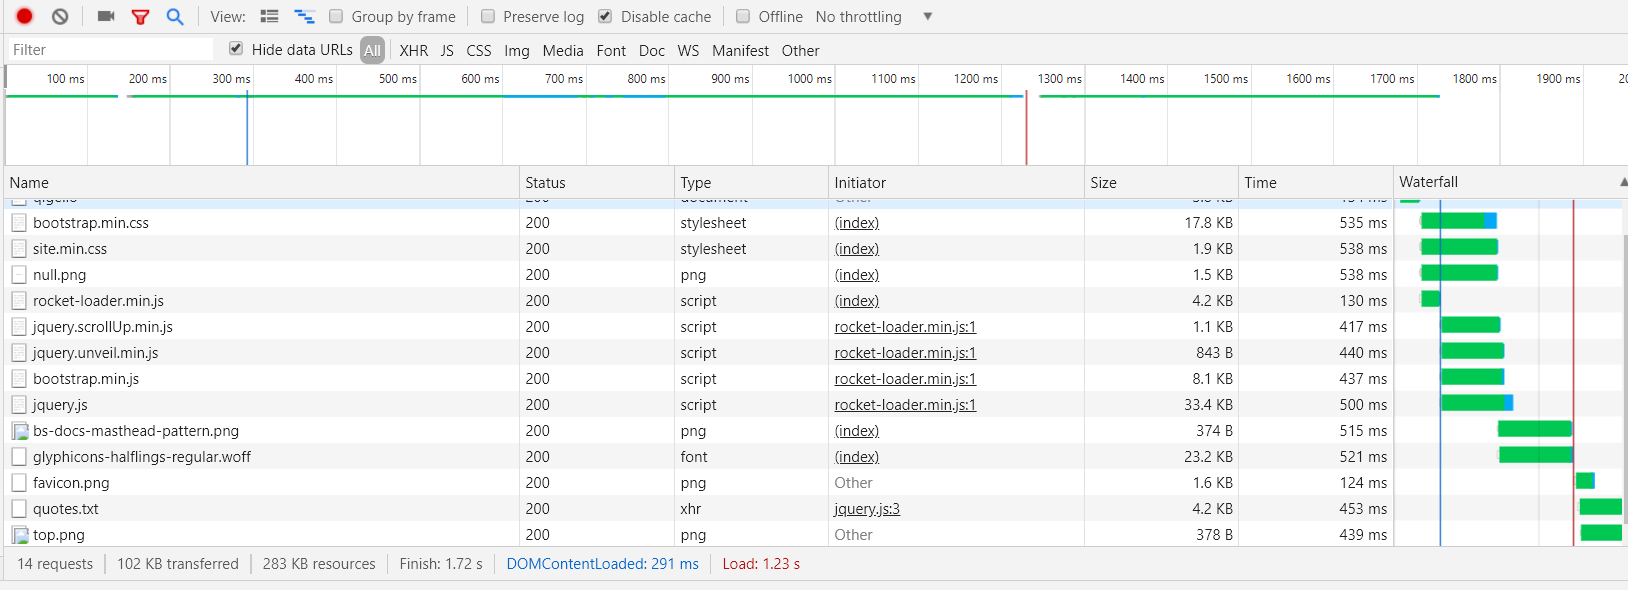 View: Group by frame Preserve log Disable cache Offline No throttling
Filter Hide data URLs All XHR JS CSS Img Media Font Doc WS Manifest Other
100 ms 200 ms 300 ms 400 ms 500 ms 600 ms 700 ms 800 ms 900 ms 1000 ms 1100 ms 1200 ms 1300 ms 1400 ms 1500 ms 1600 ms 1700 ms 1800 ms 1900 ms
Name Status Type Initiator Size Time Waterfall
200 document Other
bootstrap.min.css 200 stylesheet (index) 17.8 KB 535 ms
site.min.css 200 stylesheet (index) 1.9 KB 538 ms
null.png 200 png (index) 1.5 KB 538 ms
rocket-loader.min.js 200 script (index) 4.2 KB 130 ms
jquery.scrollUp.min.js 200 script rocket-loader.min.js:1 1.1 KB 417 ms
jquery.unveil.min.js 200 script rocket-loader.min.js:1 843 B 440 ms
bootstrap.min.js 200 script rocket-loader.min.js:1 8.1 KB 437 ms
jquery.js 200 script rocket-loader.min.js:1 33.4 KB 500 ms
bs-docs-masthead-pattern.png 200 png (index) 374 B 515 ms
glyphicons-halflings-regular.woff 200 font (index) 23.2 KB 521 ms
favicon.png 200 png Other 1.6 KB 124 ms
quotes.txt 200 xhr jquery.js:3 4.2 KB 453 ms
top.png 200 png Other 378 B 439 ms
14 requests 102 KB transferred 283 KB resources Finish: 1.72 s DOMContentLoaded: 291 ms Load: 1.23 s